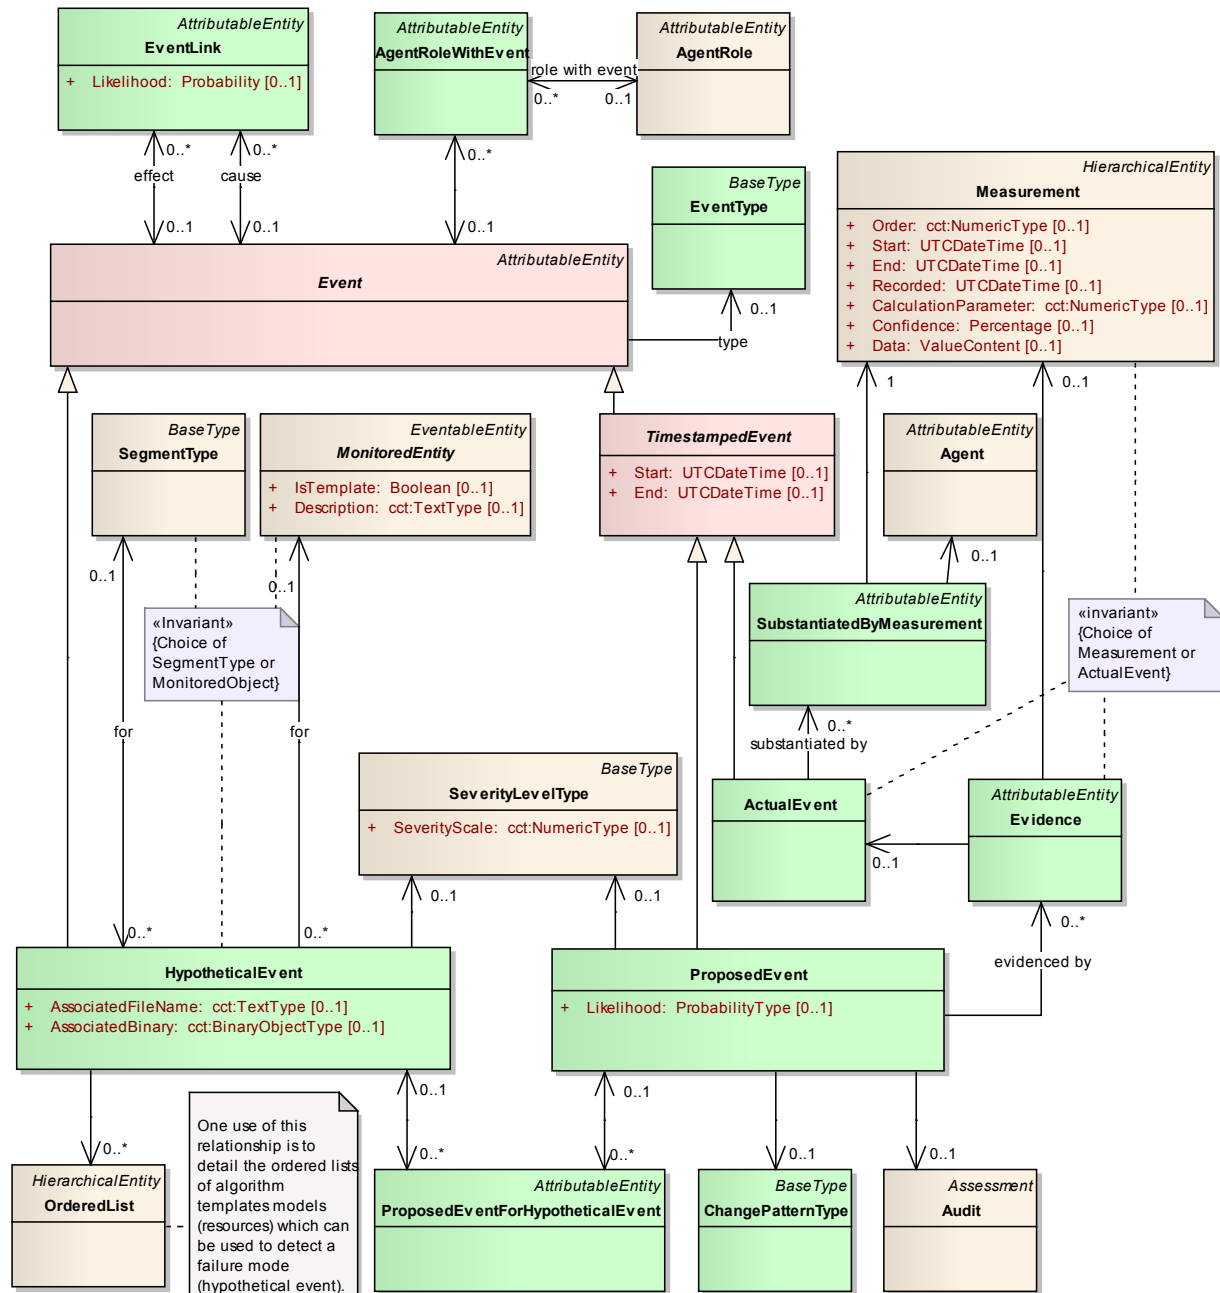 AttributableEntity
EventLink
+ Likelihood: Probability [0..1]
AttributableEntity
AgentRoleWithEvent
AttributableEntity
AgentRole
role with event
0..*
0..1
0..*
0..*
0..*
effect
cause
0..1
0..1
0..1
BaseType
EventType
HierarchicalEntity
Measurement
+ Order: cct:NumericType [0..1]
+ Start: UTCDateTime [0..1]
+ End: UTCDateTime [0..1]
+ Recorded: UTCDateTime [0..1]
+ CalculationParameter: cct:NumericType [0..1]
+ Confidence: Percentage [0..1]
+ Data: ValueContent [0..1]
AttributableEntity
Event
0..1
type
1
0..1
BaseType
SegmentType
EventableEntity
MonitoredEntity
+ IsTemplate: Boolean [0..1]
+ Description: cct:TextType [0..1]
TimestampedEvent
+ Start: UTCDateTime [0..1]
+ End: UTCDateTime [0..1]
AttributableEntity
Agent
0..1
0..1
0..1
«Invariant»
{Choice of
SegmentType or
MonitoredObject}
AttributableEntity
SubstantiatedByMeasurement
«invariant»
{Choice of
Measurement or
ActualEvent}
for
for
0..*
substantiated by
BaseType
SeverityLevelType
+ SeverityScale: cct:NumericType [0..1]
ActualEvent
AttributableEntity
Evidence
0..1
0..1
0..1
0..*
0..*
0..*
evidenced by
HypotheticalEvent
+ AssociatedFileName: cct:TextType [0..1]
+ AssociatedBinary: cct:BinaryObjectType [0..1]
ProposedEvent
+ Likelihood: ProbabilityType [0..1]
0..1
0..1
0..*
0..*
0..*
0..1
0..1
One use of this
relationship is to
detail the ordered lists
of algorithm
templates models
(resources) which can
be used to detect a
failure mode
(hypothetical event).
HierarchicalEntity
OrderedList
AttributableEntity
ProposedEventForHypotheticalEvent
BaseType
ChangePatternType
Assessment
Audit